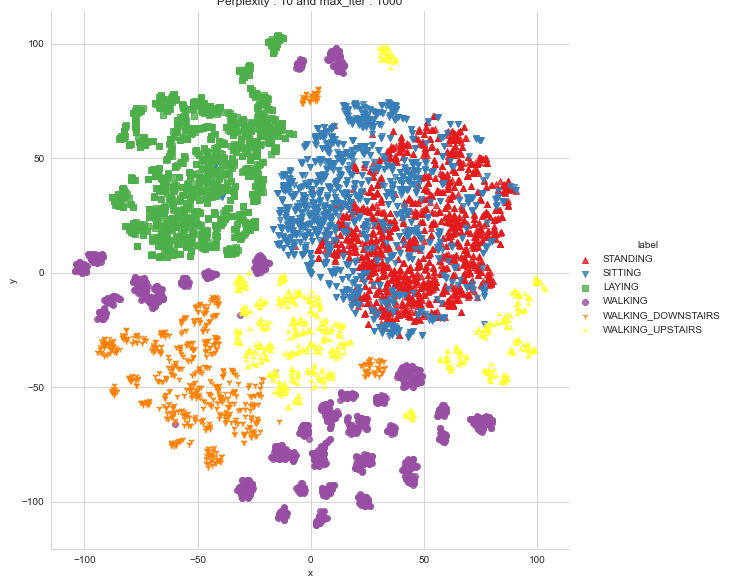 Perplexity : 10 and max_iter : 1000
100
50
0
−50
−100
y
−100
−50
0
50
100
x
label
STANDING
SITTING
LAYING
WALKING
WALKING_DOWNSTAIRS
WALKING_UPSTAIRS